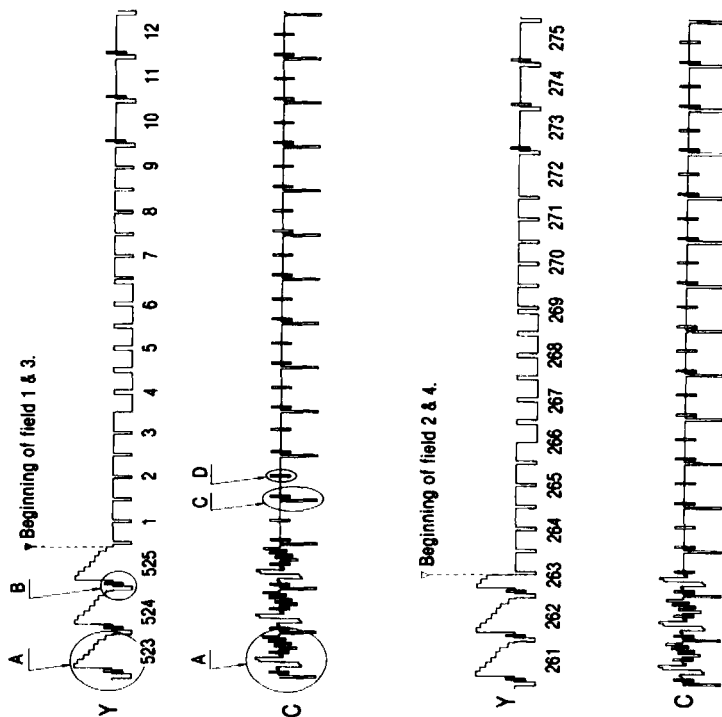 Beginning of field 1 & 3.
A
B
Y
523 524 525 1 2 3 4 5 6 7 8 9 10 11 12
A
C
D
C
Beginning of field 2 & 4.
Y
261 262 263 264 265 266 267 268 269 270 271 272 273 274 275
C